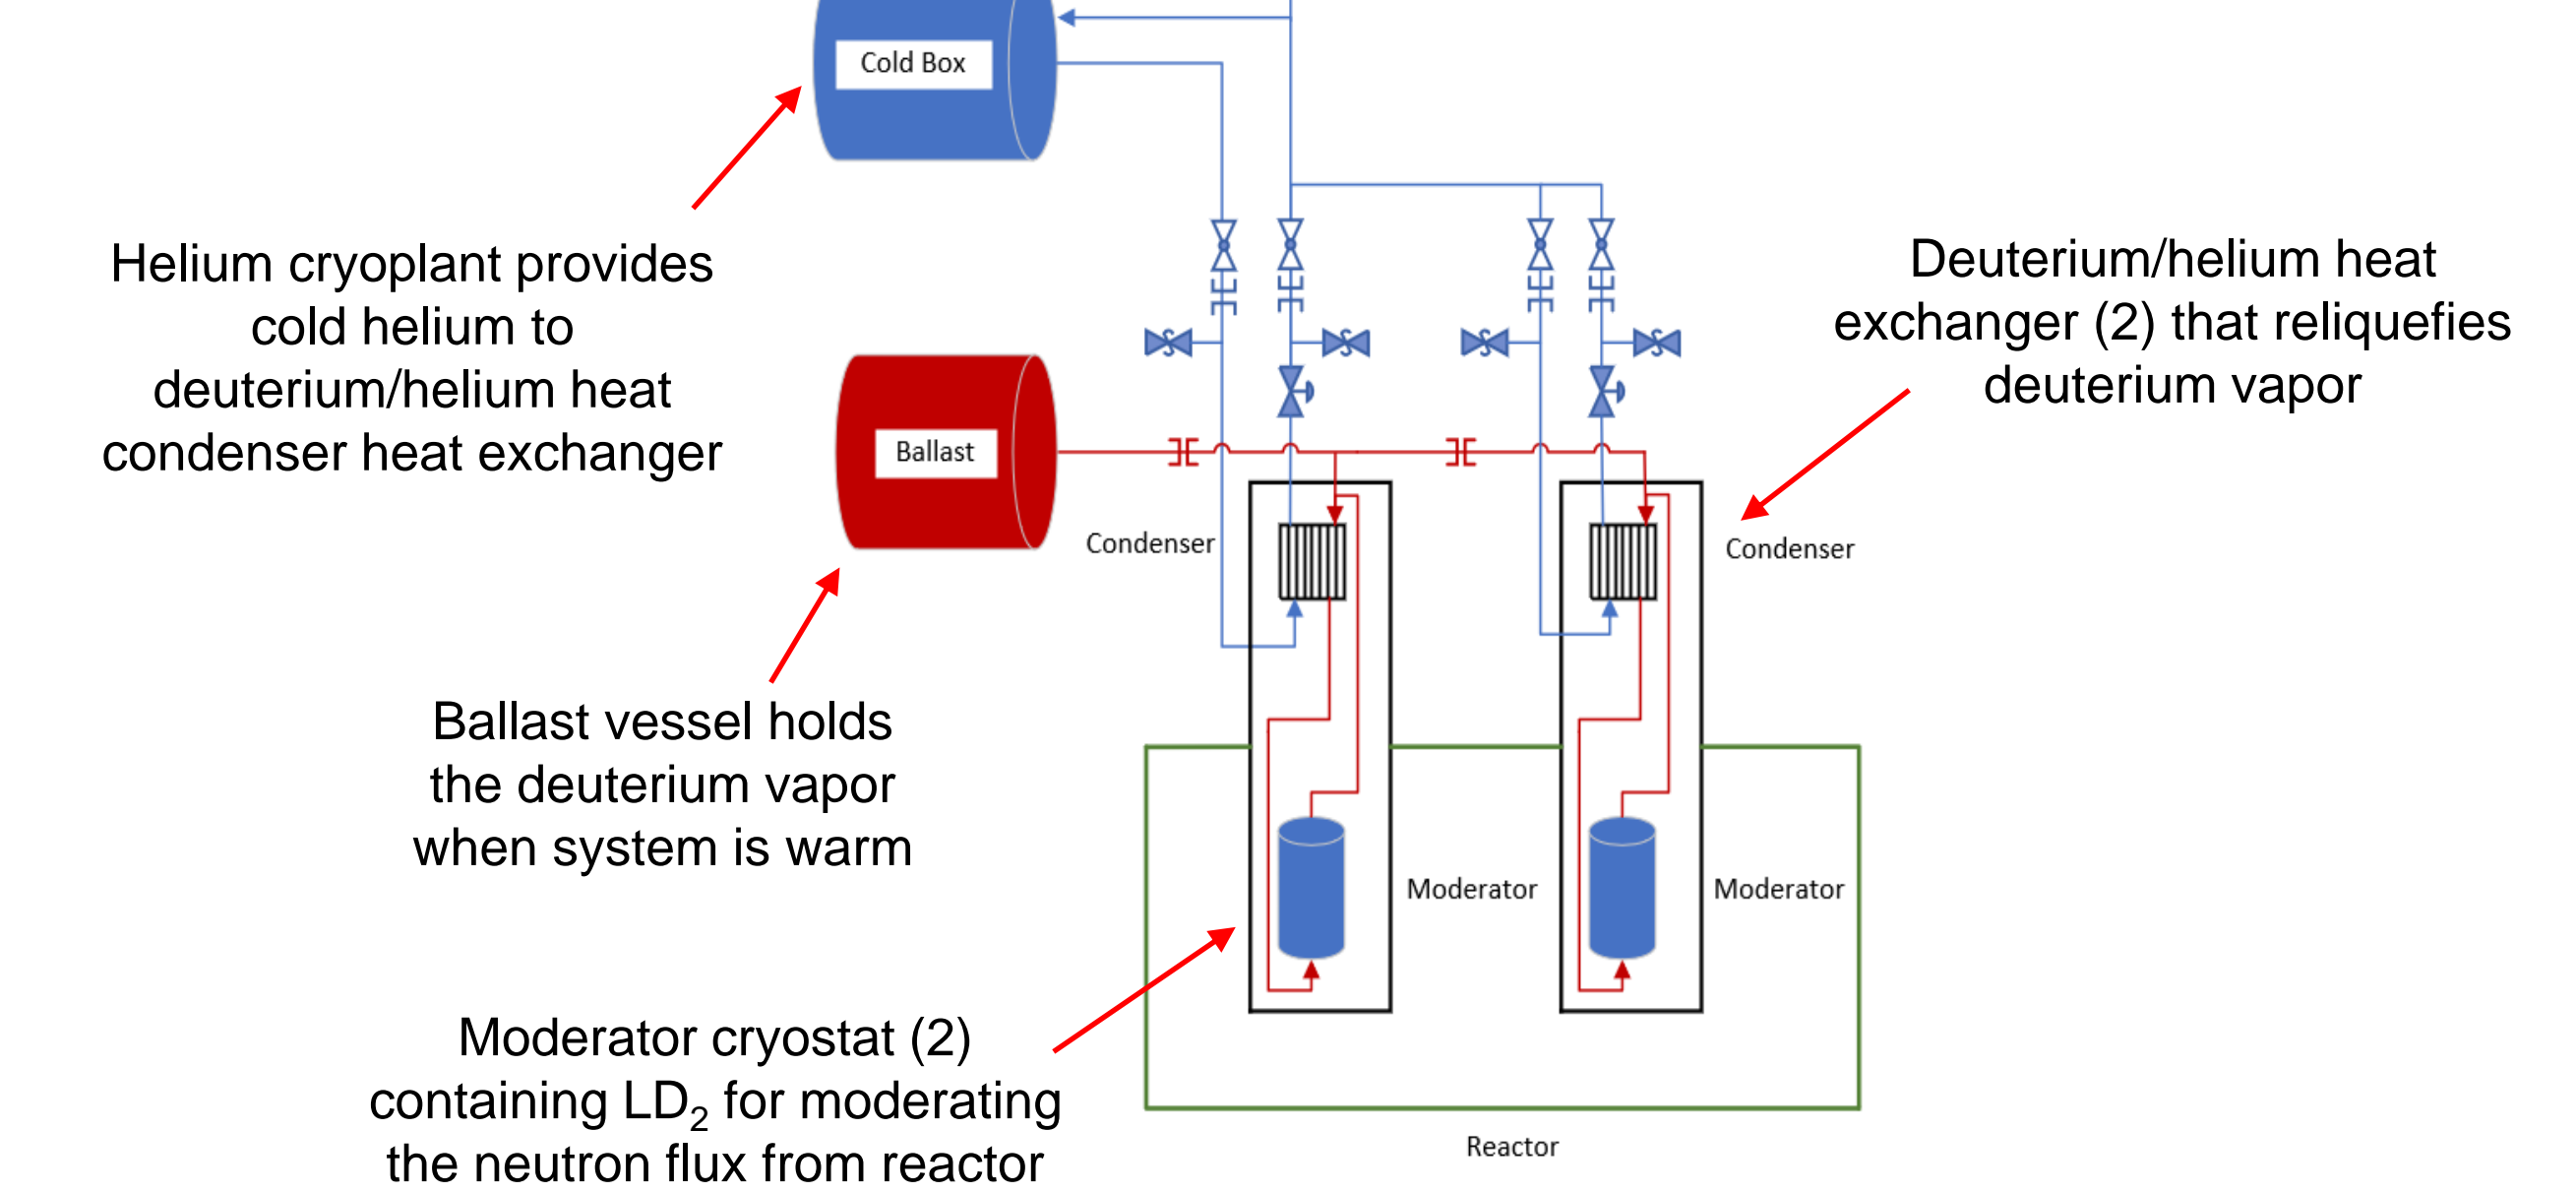 Cold Box
Helium cryoplant provides
cold helium to
deuterium/helium heat
condenser heat exchanger
Deuterium/helium heat
exchanger (2) that reliquefies
deuterium vapor
Ballast
Condenser
Condenser
Ballast vessel holds
the deuterium vapor
when system is warm
Moderator
Moderator
Moderator cryostat (2)
containing LD₂ for moderating
the neutron flux from reactor
Reactor